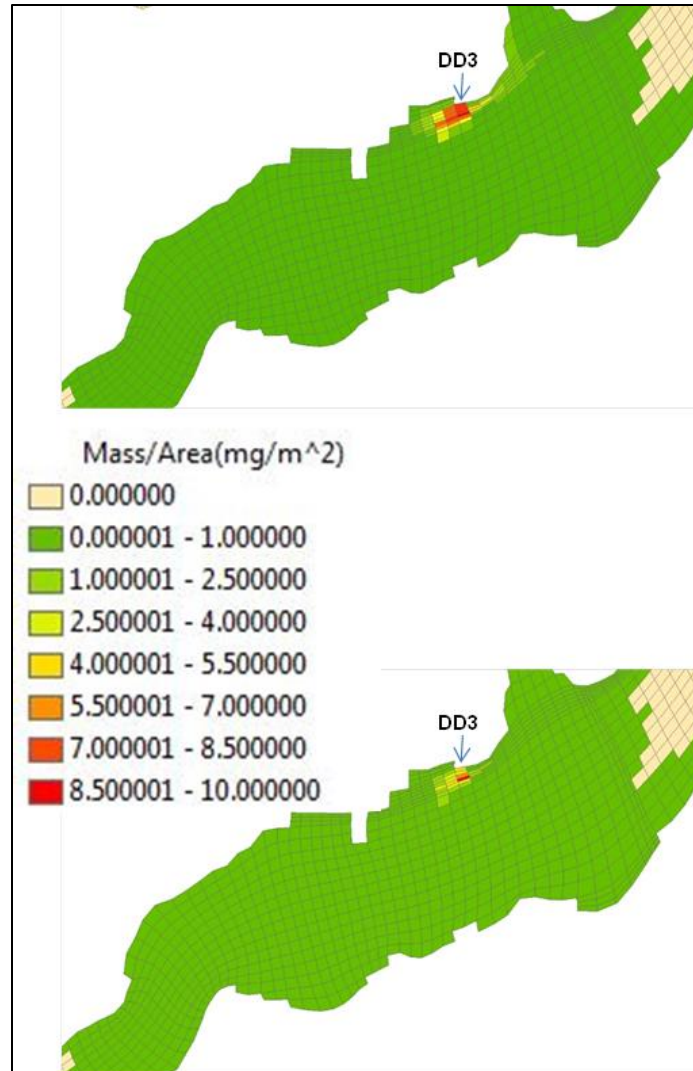 DD3
Mass/Area(mg/m^2)
0.000000
0.000001 - 1.000000
1.000001 - 2.500000
2.500001 - 4.000000
4.000001 - 5.500000
5.500001 - 7.000000
7.000001 - 8.500000
8.500001 - 10.000000
DD3